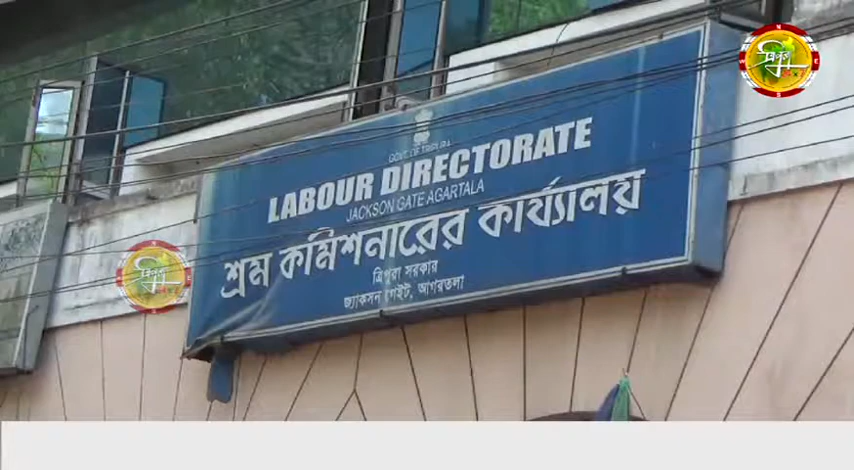 GOVT. OF TRIPURA
LABOUR DIRECTORATE
JACKSON GATE, AGARTALA
শ্রম কমিশনারের কার্য্যালয়
ত্রিপুরা সরকার
জ্যাকসন গেইট, আগরতলা